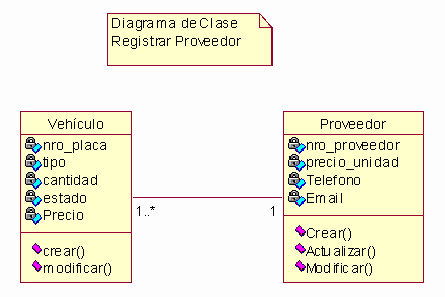 Diagrama de Clase
Registrar Proveedor
Vehículo
nro_placa
tipo
cantidad
estado
Precio
crear()
modificar()
1..*
1
Proveedor
nro_proveedor
precio_unidad
Telefono
Email
Crear()
Actualizar()
Modificar()